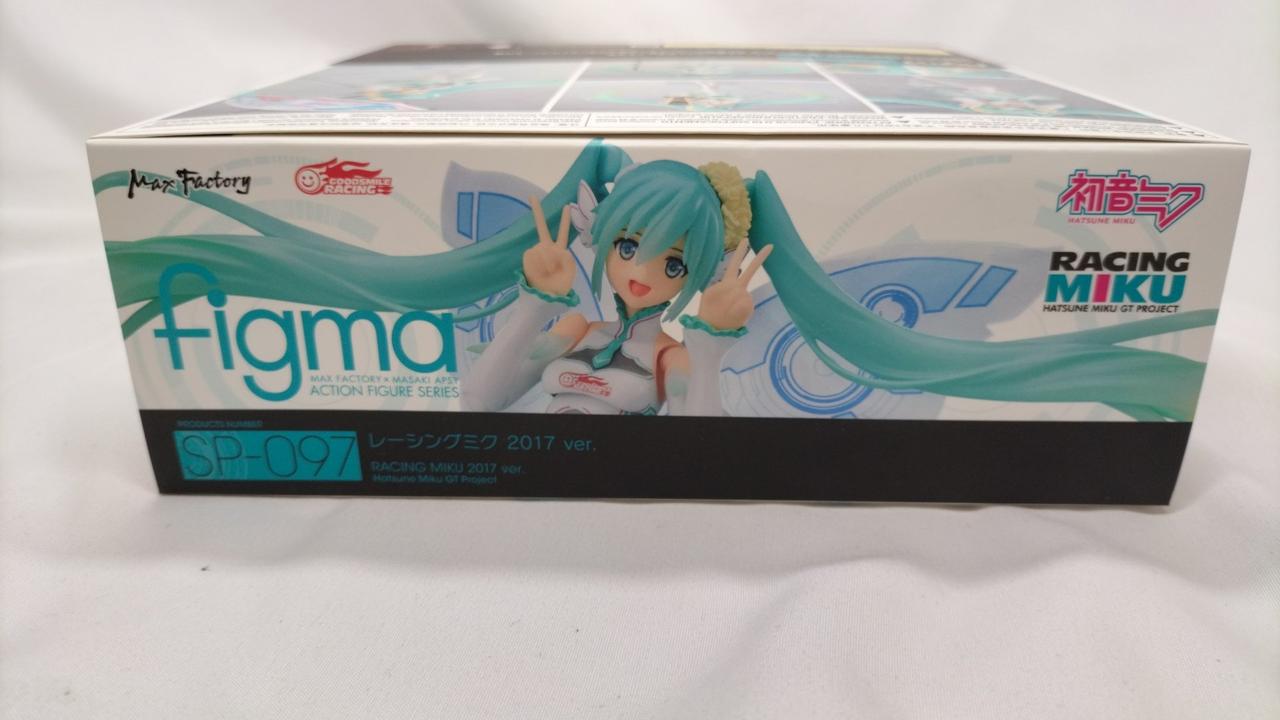 Max Factory
GOODSMILE
RACING
初音ミク
HATSUNE MIKU
RACING
MIKU
HATSUNE MIKU GT PROJECT
figma
MAX FACTORY × MASAKI APSY
ACTION FIGURE SERIES
PRODUCTS NUMBER
SP-097
レーシングミク 2017 ver.
RACING MIKU 2017 ver.
Hatsune Miku GT Project